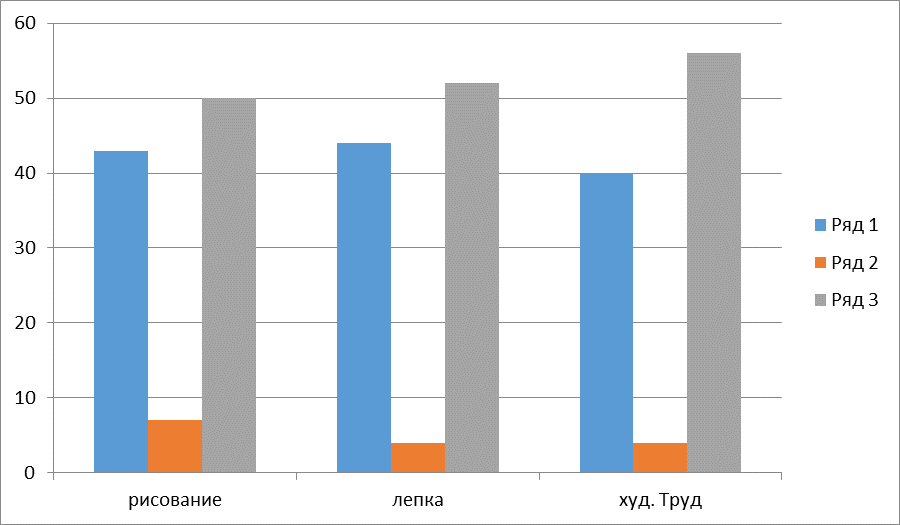 60
50
40
30
20
10
0
рисование
лепка
худ. Труд
Ряд 1
Ряд 2
Ряд 3